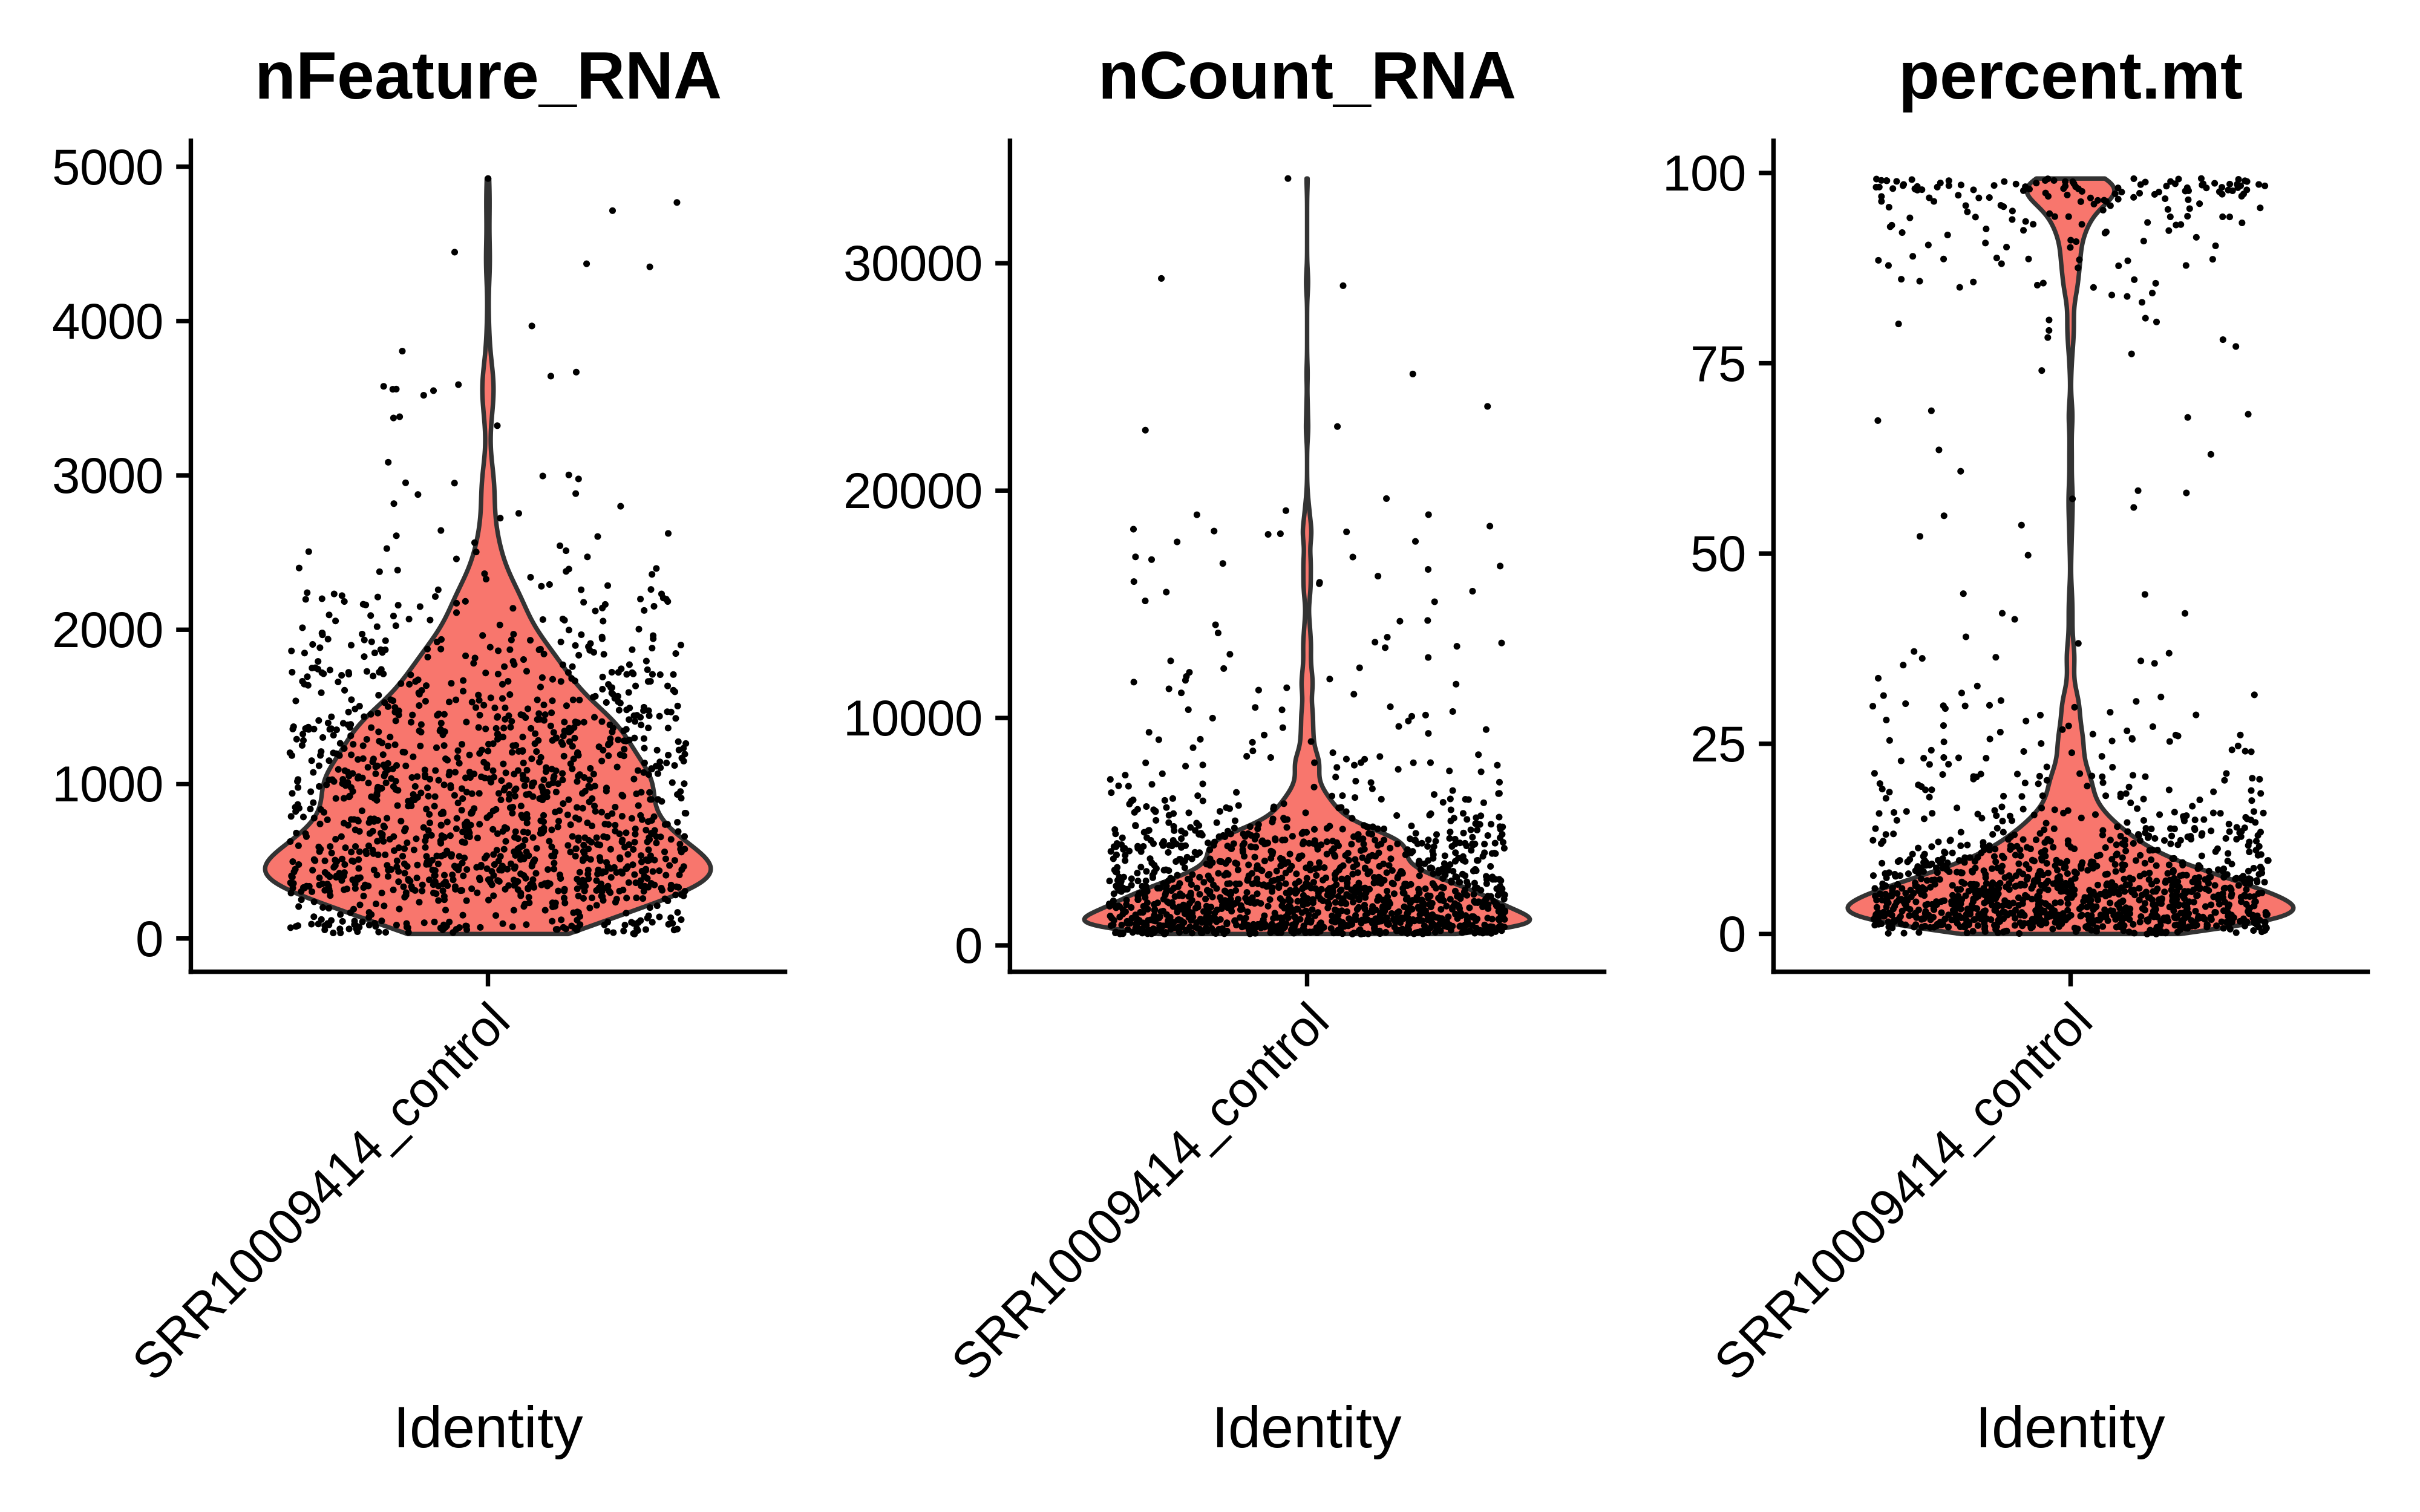 nFeature_RNA
5000
4000
3000
2000
1000
0
SRR10009414_control
Identity
nCount_RNA
30000
20000
10000
0
SRR10009414_control
Identity
percent.mt
100
75
50
25
0
SRR10009414_control
Identity